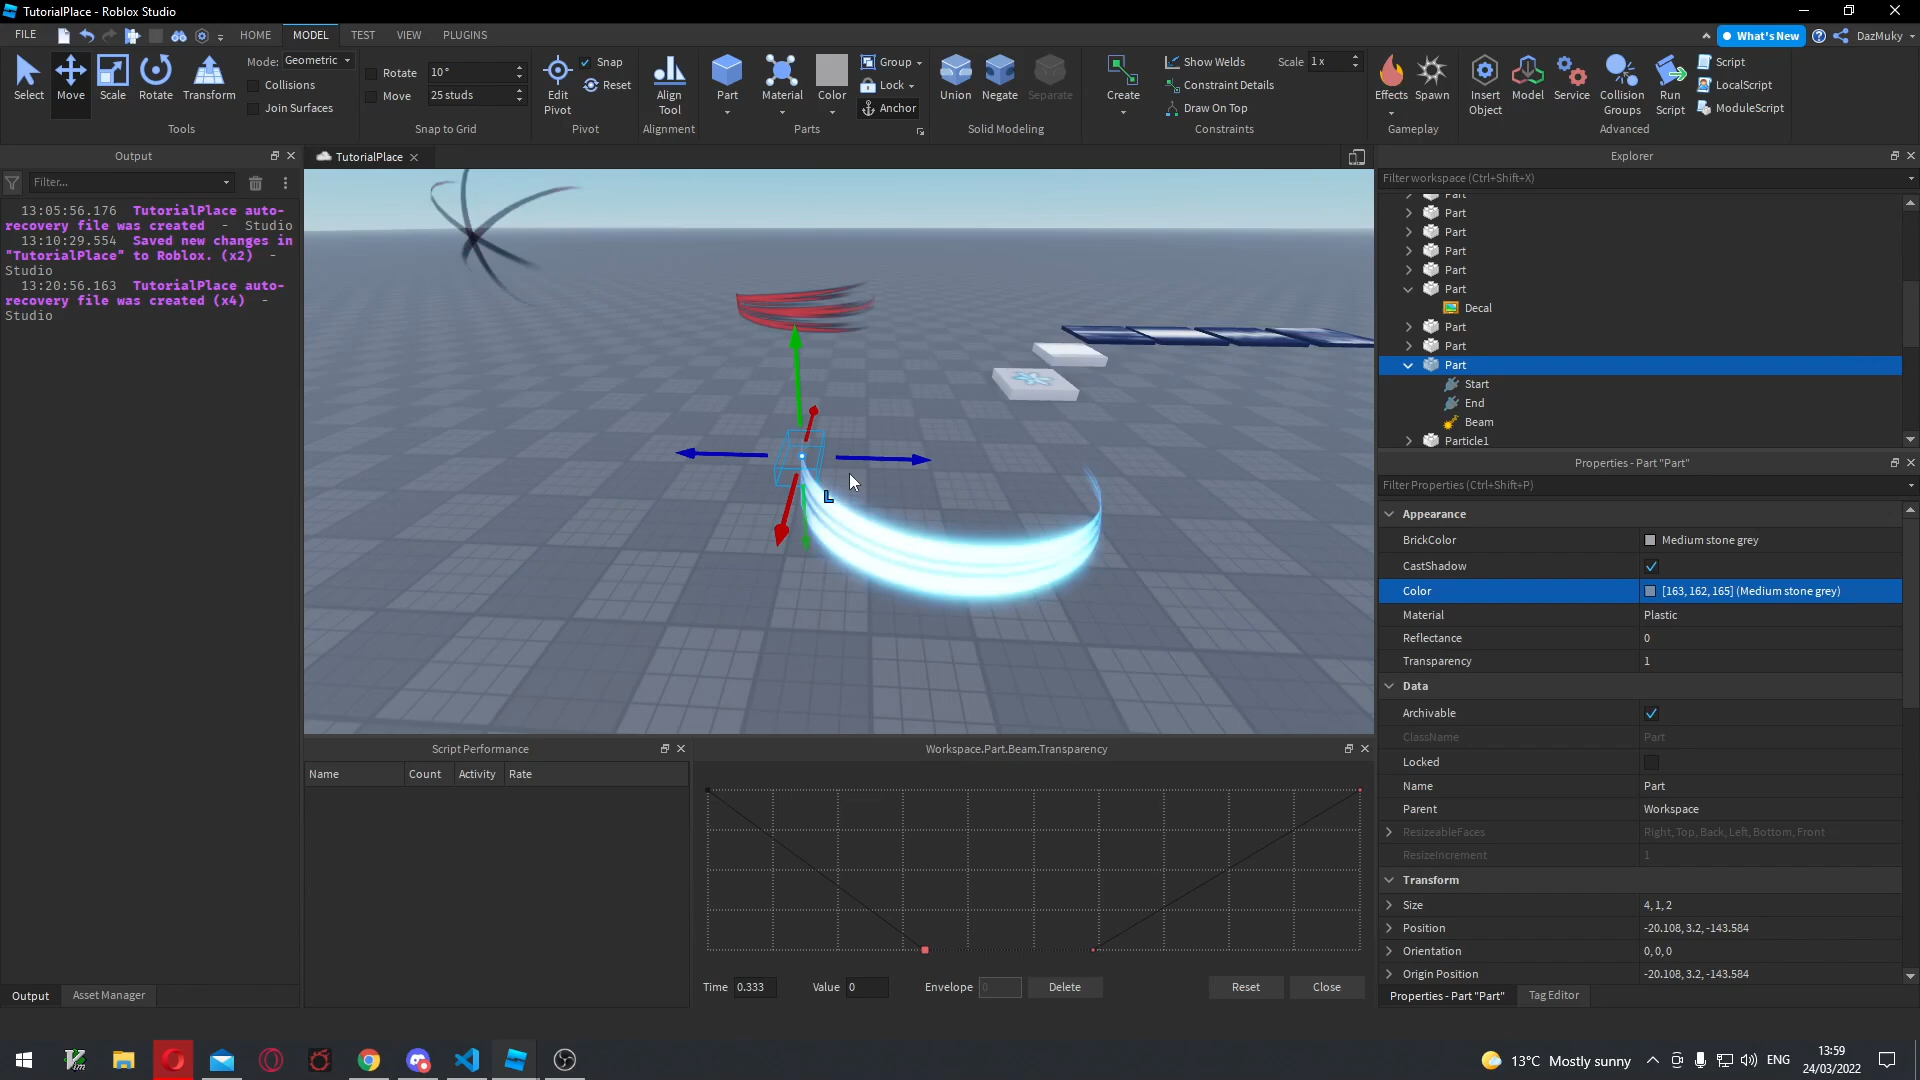 TutorialPlace - Roblox Studio
FILE
HOME
MODEL
TEST
VIEW
PLUGINS
What's New
DazMuky
Select
Move
Scale
Rotate
Transform
Mode: Geometric
Collisions
Join Surfaces
Tools
Rotate 10°
Move 25 studs
Snap to Grid
Edit Pivot
Snap
Reset
Pivot
Align Tool
Alignment
Part
Material
Color
Group
Lock
Anchor
Parts
Union
Negate
Separate
Solid Modeling
Create
Show Welds
Constraint Details
Draw On Top
Scale 1x
Constraints
Effects
Spawn
Gameplay
Insert Object
Model
Service
Collision Groups
Run Script
Script
LocalScript
ModuleScript
Advanced
Output
Filter...
13:05:56.176 TutorialPlace auto-
recovery file was created - Studio
13:10:29.554 Saved new changes in
"TutorialPlace" to Roblox. (x2) -
Studio
13:20:56.163 TutorialPlace auto-
recovery file was created (x4) -
Studio
Output
Asset Manager
TutorialPlace
L
Script Performance
Name Count Activity Rate
Workspace.Part.Beam.Transparency
Time 0.333 Value 0 Envelope 0 Delete Reset Close
Explorer
Filter workspace (Ctrl+Shift+X)
Part
Part
Part
Part
Part
Part
Decal
Part
Part
Part
Start
End
Beam
Particle1
Properties - Part "Part"
Filter Properties (Ctrl+Shift+P)
Appearance
BrickColor Medium stone grey
CastShadow
Color [163, 162, 165] (Medium stone grey)
Material Plastic
Reflectance 0
Transparency 1
Data
Archivable
ClassName Part
Locked
Name Part
Parent Workspace
ResizeableFaces Right, Top, Back, Left, Bottom, Front
ResizeIncrement 1
Transform
Size 4, 1, 2
Position -20.108, 3.2, -143.584
Orientation 0, 0, 0
Origin Position -20.108, 3.2, -143.584
Properties - Part "Part"
Tag Editor
13°C Mostly sunny
ENG
13:59
24/03/2022